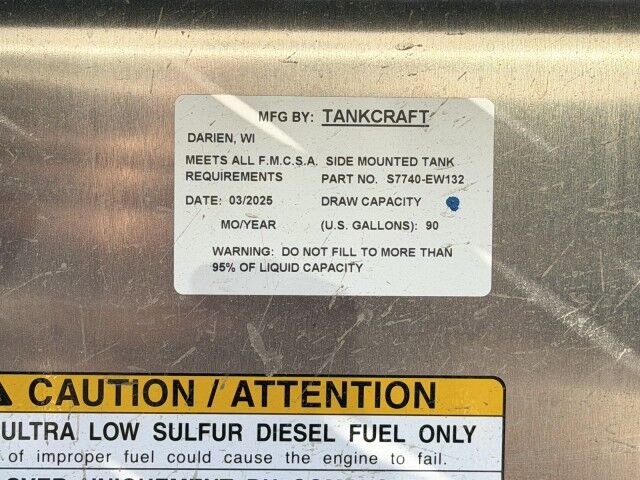 MFG BY: TANKCRAFT
DARIEN, WI
MEETS ALL F.M.C.S.A. SIDE MOUNTED TANK
REQUIREMENTS PART NO. S7740-EW132
DATE: 03/2025 DRAW CAPACITY
MO/YEAR (U.S. GALLONS): 90
WARNING: DO NOT FILL TO MORE THAN
95% OF LIQUID CAPACITY
CAUTION / ATTENTION
ULTRA LOW SULFUR DIESEL FUEL ONLY
of improper fuel could cause the engine to fail.